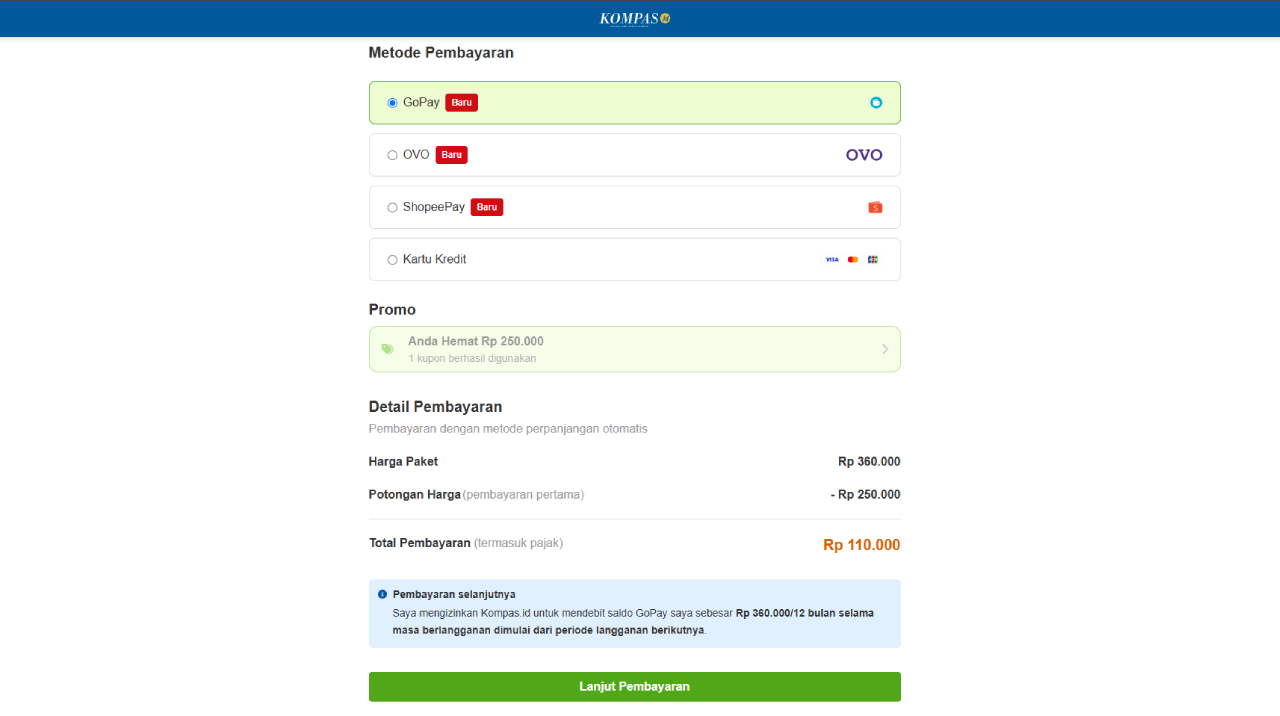 KOMPAS.id
Metode Pembayaran
GoPay Baru
OVO Baru OVO
ShopeePay Baru S
Kartu Kredit VISA JCB
Promo
Anda Hemat Rp 250.000
1 kupon berhasil digunakan
Detail Pembayaran
Pembayaran dengan metode perpanjangan otomatis
Harga Paket Rp 360.000
Potongan Harga (pembayaran pertama) - Rp 250.000
Total Pembayaran (termasuk pajak) Rp 110.000
Pembayaran selanjutnya
Saya mengizinkan Kompas.id untuk mendebit saldo GoPay saya sebesar Rp 360.000/12 bulan selama
masa berlangganan dimulai dari periode langganan berikutnya.
Lanjut Pembayaran